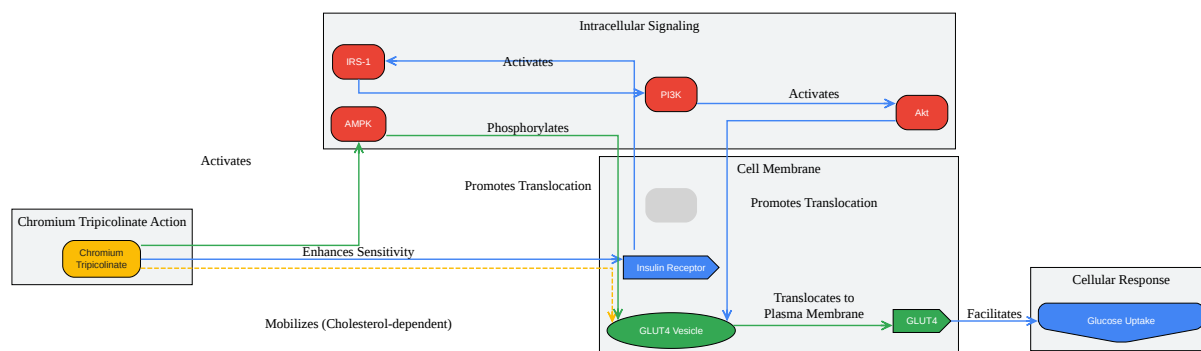 Intracellular Signaling
IRS-1
Activates
PI3K
Activates
Akt
AMPK
Phosphorylates
Activates
Cell Membrane
Promotes Translocation
Promotes Translocation
Chromium Tripicolinate Action
Chromium
Tripicolinate
Enhances Sensitivity
Insulin Receptor
Cellular Response
Translocates to
Plasma Membrane
Mobilizes (Cholesterol-dependent)
GLUT4 Vesicle
GLUT4
Facilitates
Glucose Uptake